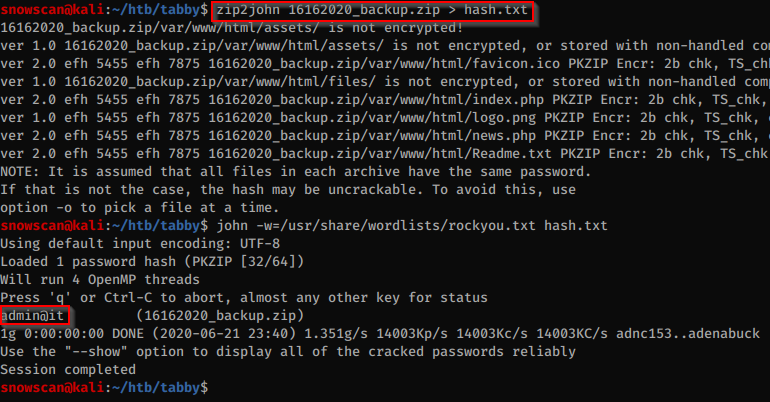 snowscan@kali:~/htb/tabby$ zip2john 16162020_backup.zip > hash.txt
16162020_backup.zip/var/www/html/assets/ is not encrypted!
ver 1.0 16162020_backup.zip/var/www/html/assets/ is not encrypted, or stored with non-handled com
ver 2.0 efh 5455 efh 7875 16162020_backup.zip/var/www/html/favicon.ico PKZIP Encr: 2b chk, TS_chk
ver 1.0 16162020_backup.zip/var/www/html/files/ is not encrypted, or stored with non-handled comp
ver 2.0 efh 5455 efh 7875 16162020_backup.zip/var/www/html/index.php PKZIP Encr: 2b chk, TS_chk,
ver 1.0 efh 5455 efh 7875 16162020_backup.zip/var/www/html/logo.png PKZIP Encr: 2b chk, TS_chk,
ver 2.0 efh 5455 efh 7875 16162020_backup.zip/var/www/html/news.php PKZIP Encr: 2b chk, TS_chk,
ver 2.0 efh 5455 efh 7875 16162020_backup.zip/var/www/html/Readme.txt PKZIP Encr: 2b chk, TS_chk
NOTE: It is assumed that all files in each archive have the same password.
If that is not the case, the hash may be uncrackable. To avoid this, use
option -o to pick a file at a time.
snowscan@kali:~/htb/tabby$ john -w=/usr/share/wordlists/rockyou.txt hash.txt
Using default input encoding: UTF-8
Loaded 1 password hash (PKZIP [32/64])
Will run 4 OpenMP threads
Press 'q' or Ctrl-C to abort, almost any other key for status
admin@it (16162020_backup.zip)
1g 0:00:00:00 DONE (2020-06-21 23:40) 1.351g/s 14003Kp/s 14003Kc/s 14003KC/s adnc153..adenabuck
Use the "--show" option to display all of the cracked passwords reliably
Session completed
snowscan@kali:~/htb/tabby$